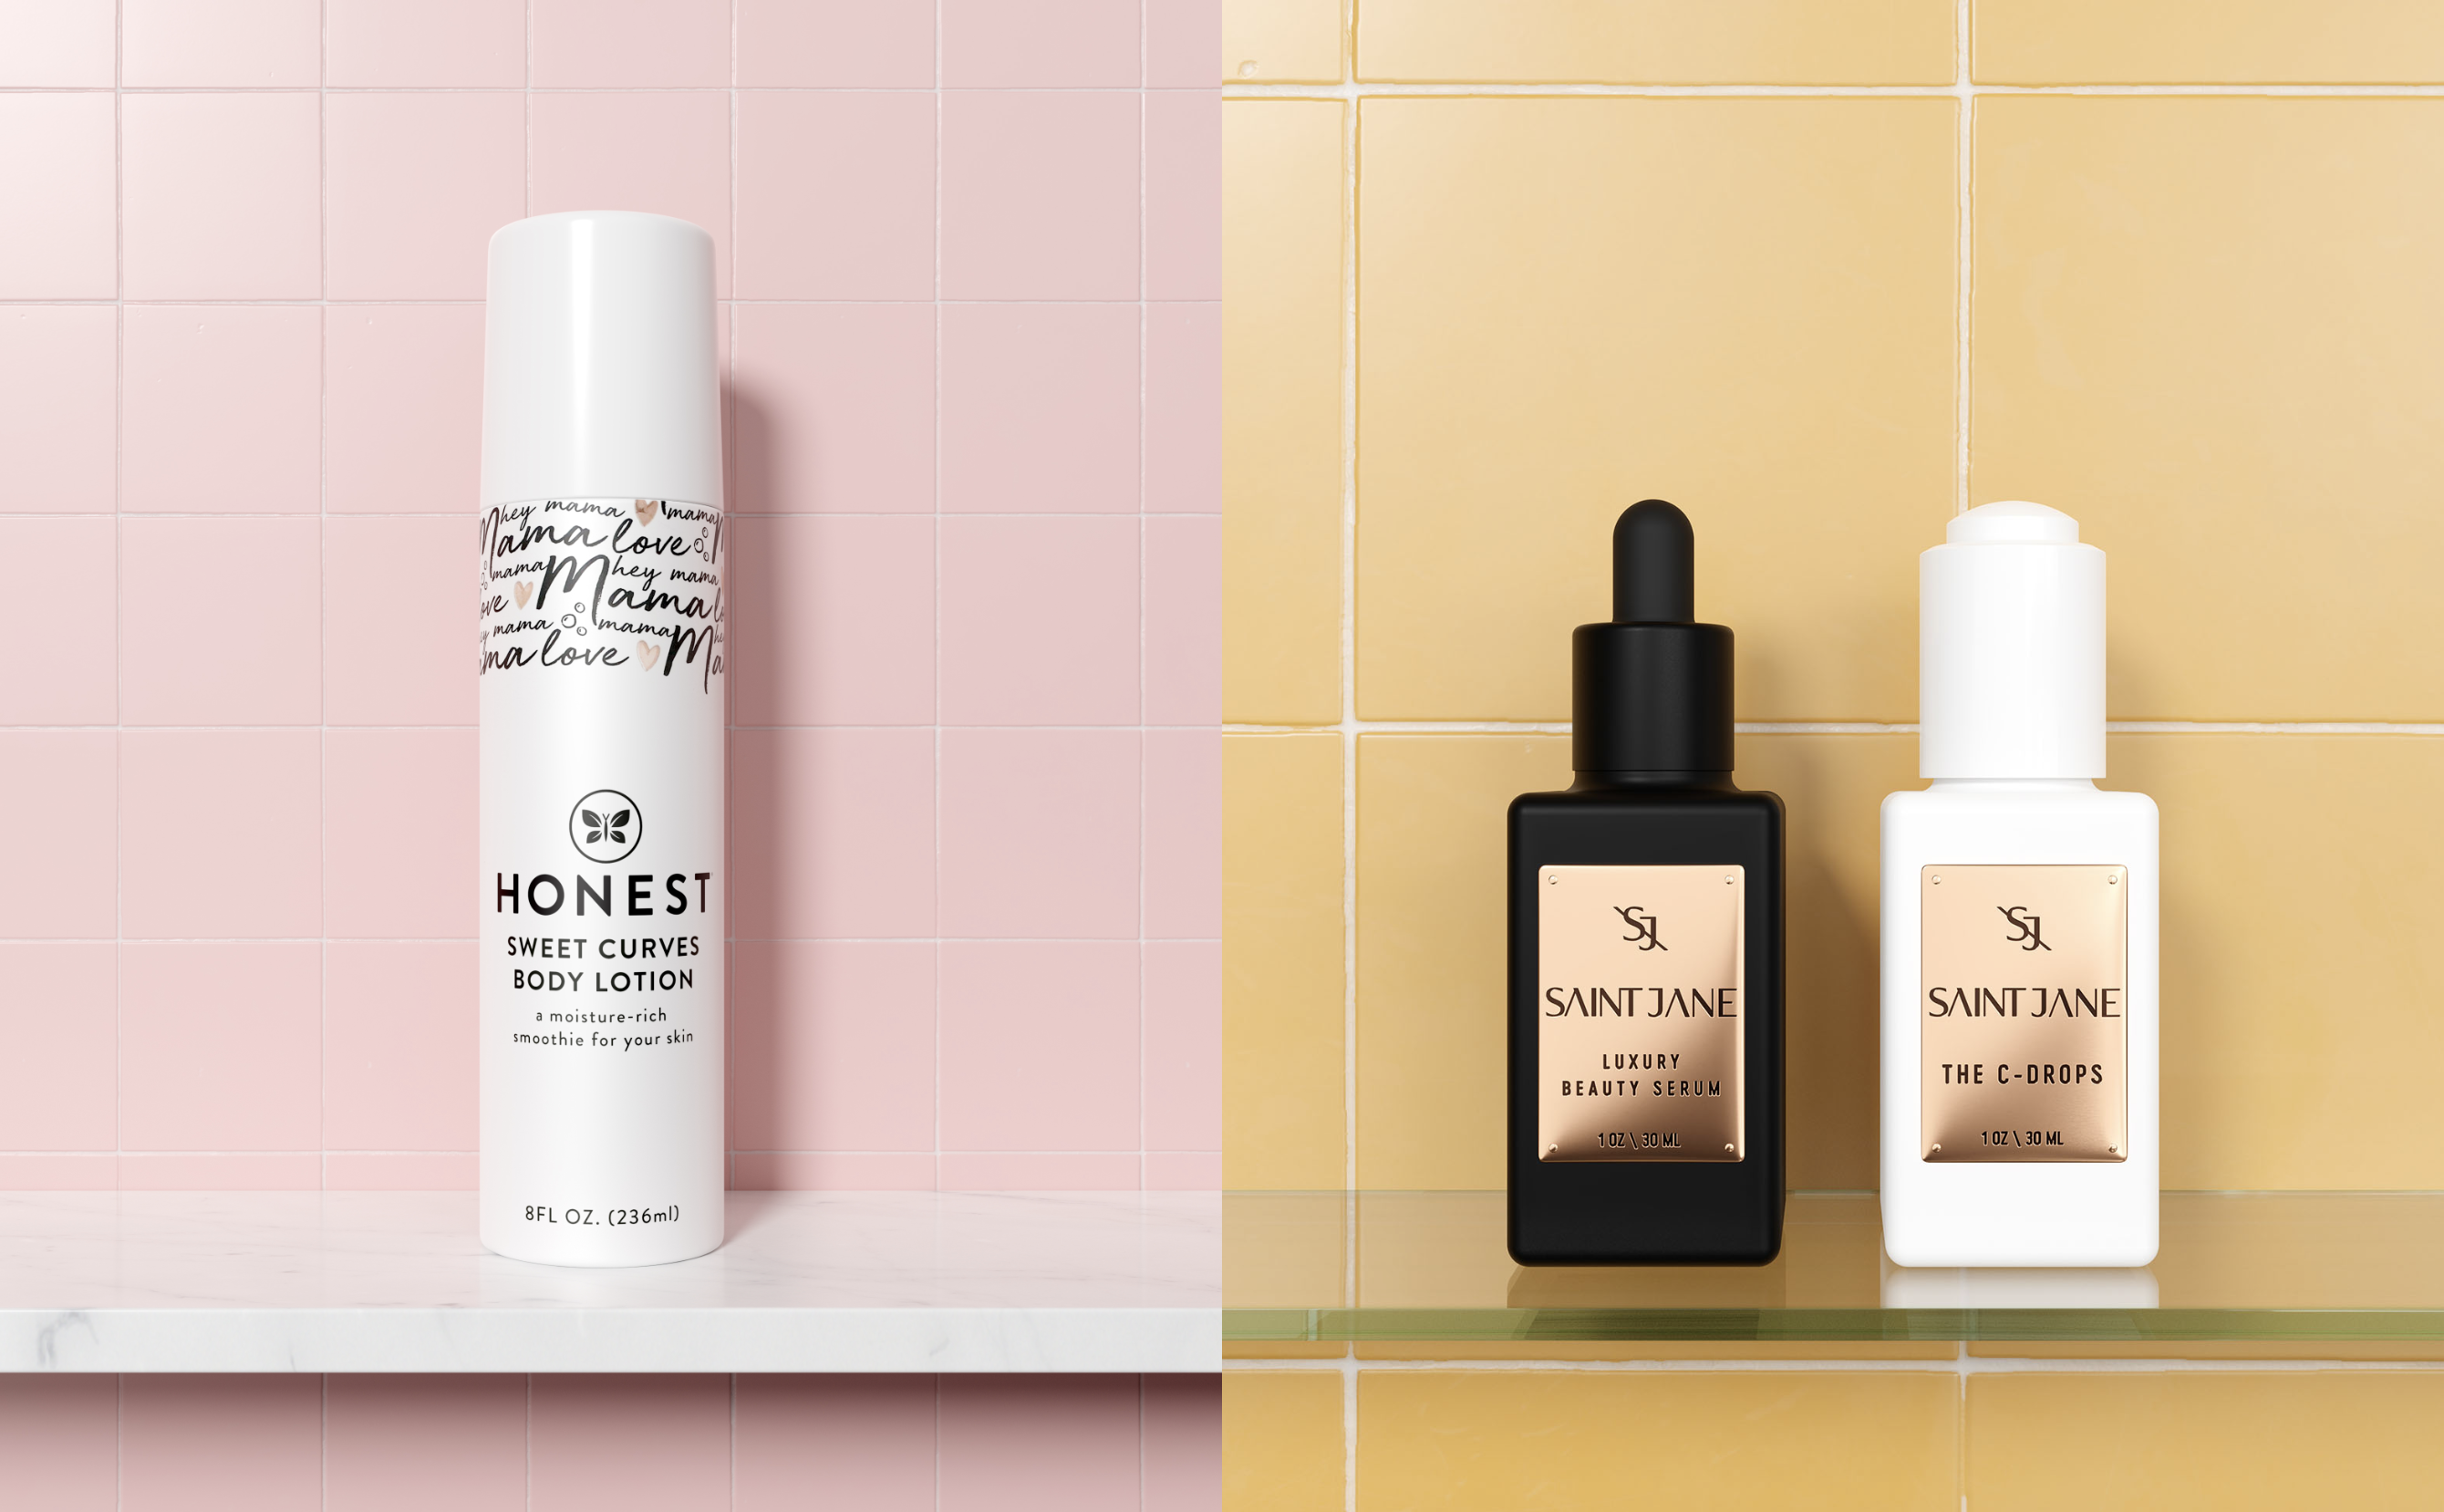 hey mama mama
Mama love
mama hey mama
love Mama
mama mama
love
HONEST
SWEET CURVES
BODY LOTION
a moisture-rich
smoothie for your skin
8FL OZ. (236ml)
SJ
SAINT JANE
LUXURY
BEAUTY SERUM
1 OZ \ 30 ML
SJ
SAINT JANE
THE C-DROPS
1 OZ \ 30 ML